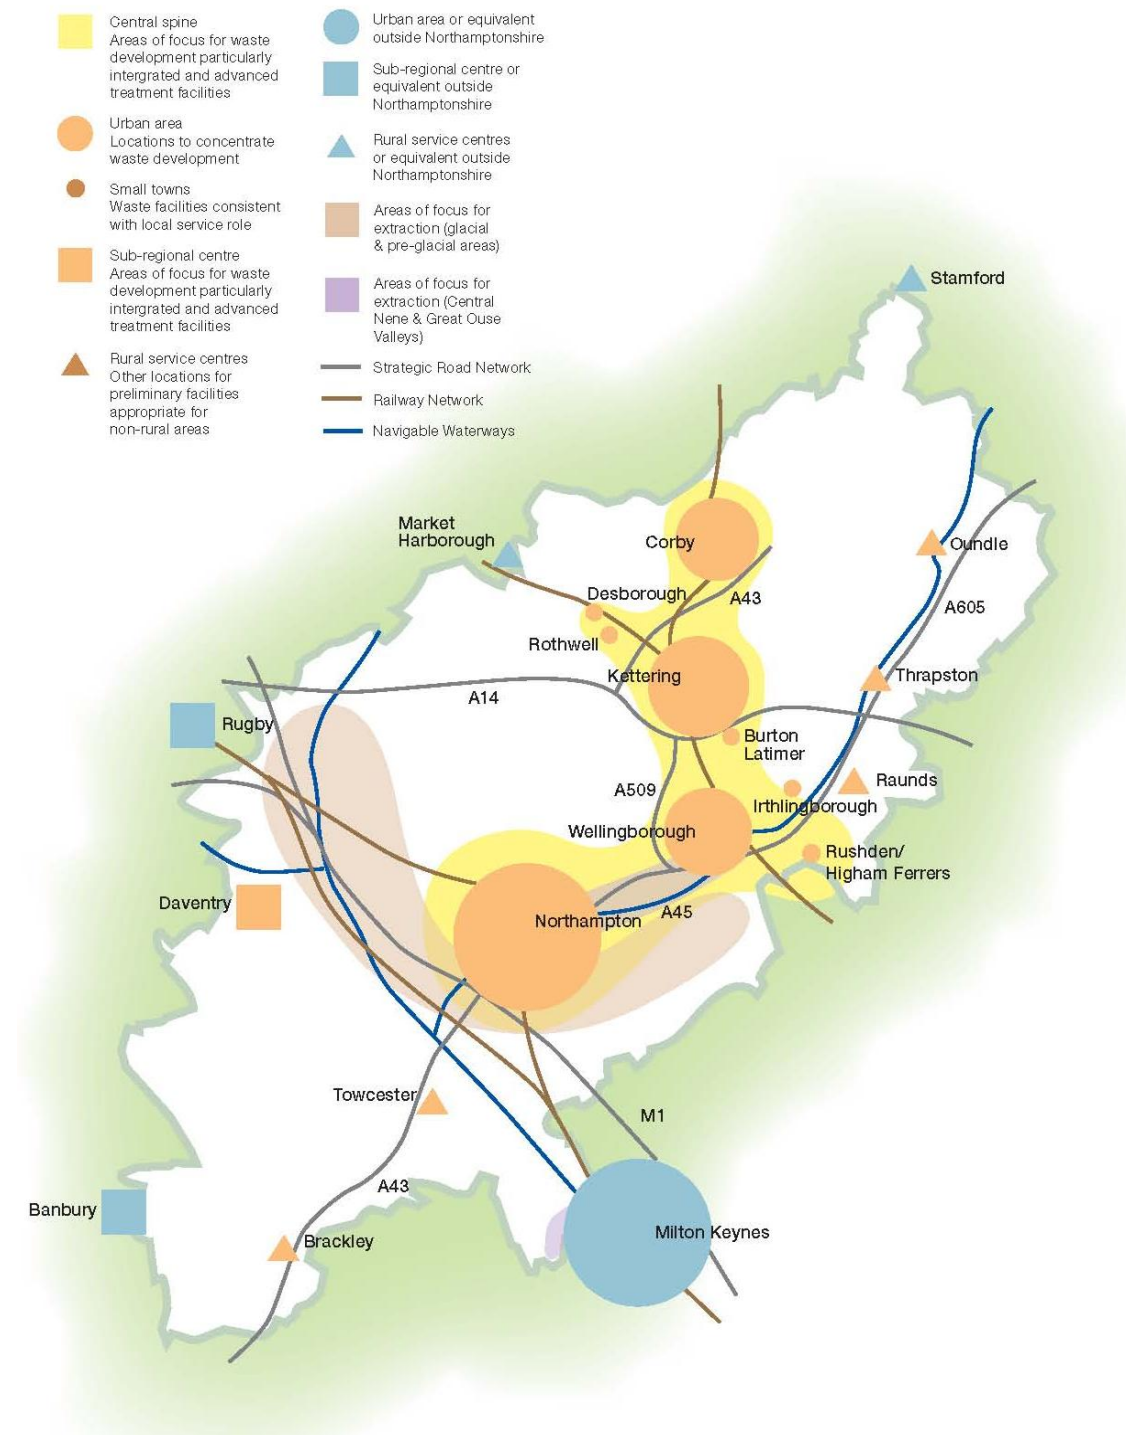 Central spine
Areas of focus for waste
development particularly
intergrated and advanced
treatment facilities
Urban area
Locations to concentrate
waste development
Small towns
Waste facilities consistent
with local service role
Sub-regional centre
Areas of focus for waste
development particularly
intergrated and advanced
treatment facilities
Rural service centres
Other locations for
preliminary facilities
appropriate for
non-rural areas
Urban area or equivalent
outside Northamptonshire
Sub-regional centre or
equivalent outside
Northamptonshire
Rural service centres
or equivalent outside
Northamptonshire
Areas of focus for
extraction (glacial
& pre-glacial areas)
Areas of focus for
extraction (Central
Nene & Great Ouse
Valleys)
Strategic Road Network
Railway Network
Navigable Waterways
Stamford
Market
Harborough
Corby
Oundle
Desborough
A43
A605
Rothwell
Kettering
Thrapston
A14
Rugby
Burton
Latimer
Raunds
A509
Irthlingborough
Wellingborough
Rushden/
Higham Ferrers
Daventry
Northampton
A45
Towcester
M1
A43
Banbury
Milton Keynes
Brackley